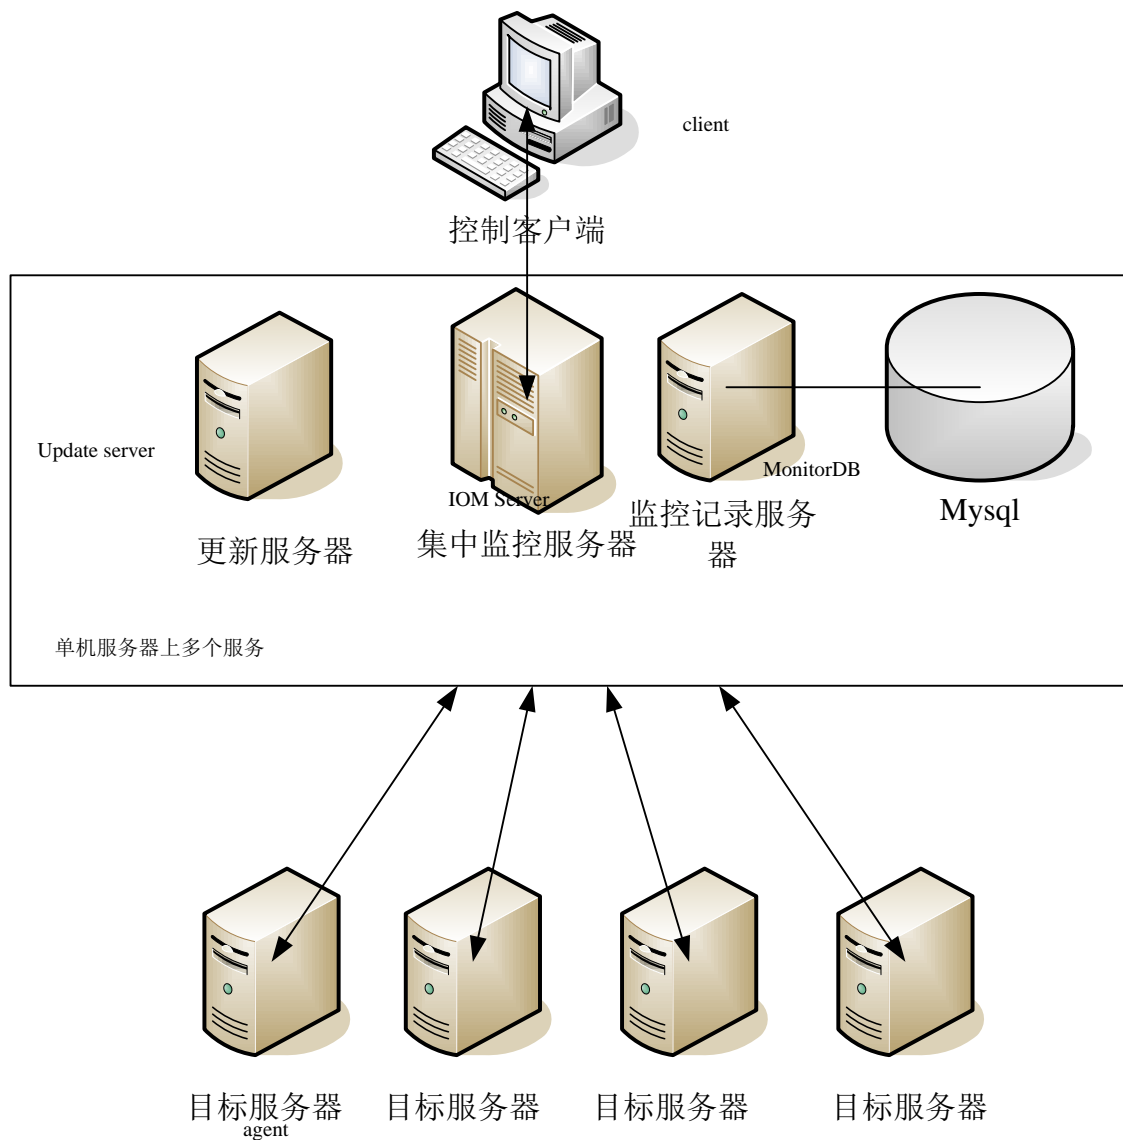 client
控制客户端
Update server
更新服务器
IOM Server
集中监控服务器
MonitorDB
监控记录服务
器
Mysql
单机服务器上多个服务
目标服务器
agent
目标服务器
目标服务器
目标服务器